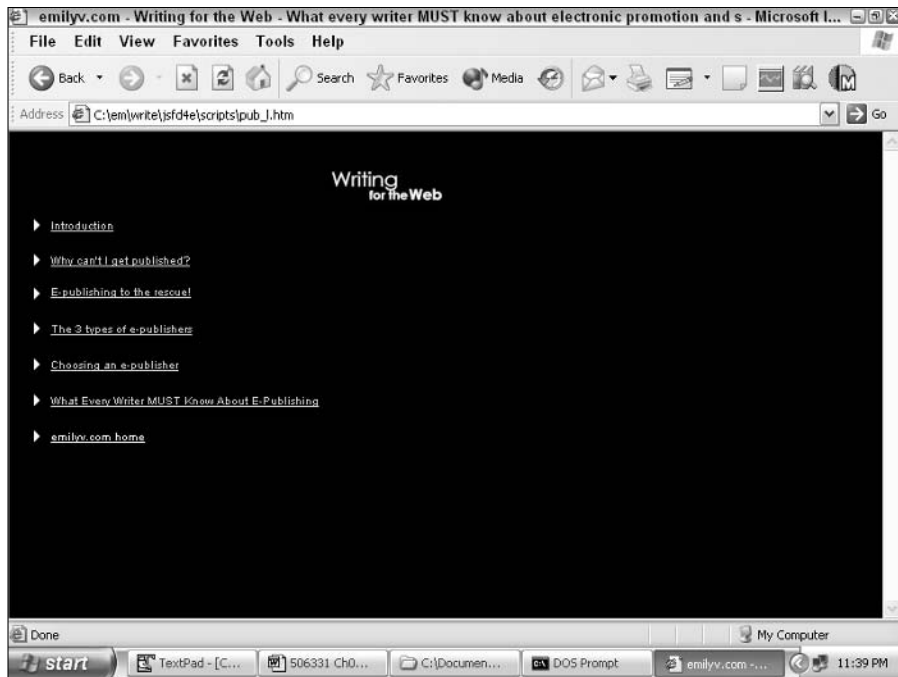 emilyv.com - Writing for the Web - What every writer MUST know about electronic promotion and s - Microsoft I...
File Edit View Favorites Tools Help
Back Search Favorites Media
Address C:\em\write\jsfd4e\scripts\pub_l.htm Go
Writing
for the Web
Introduction
Why can't I get published?
E-publishing to the rescue!
The 3 types of e-publishers
Choosing an e-publisher
What Every Writer MUST Know About E-Publishing
emilyv.com home
Done My Computer
start TextPad - [C... 506331 Ch0... C:\Documen... DOS Prompt emilyv.com -... 11:39 PM